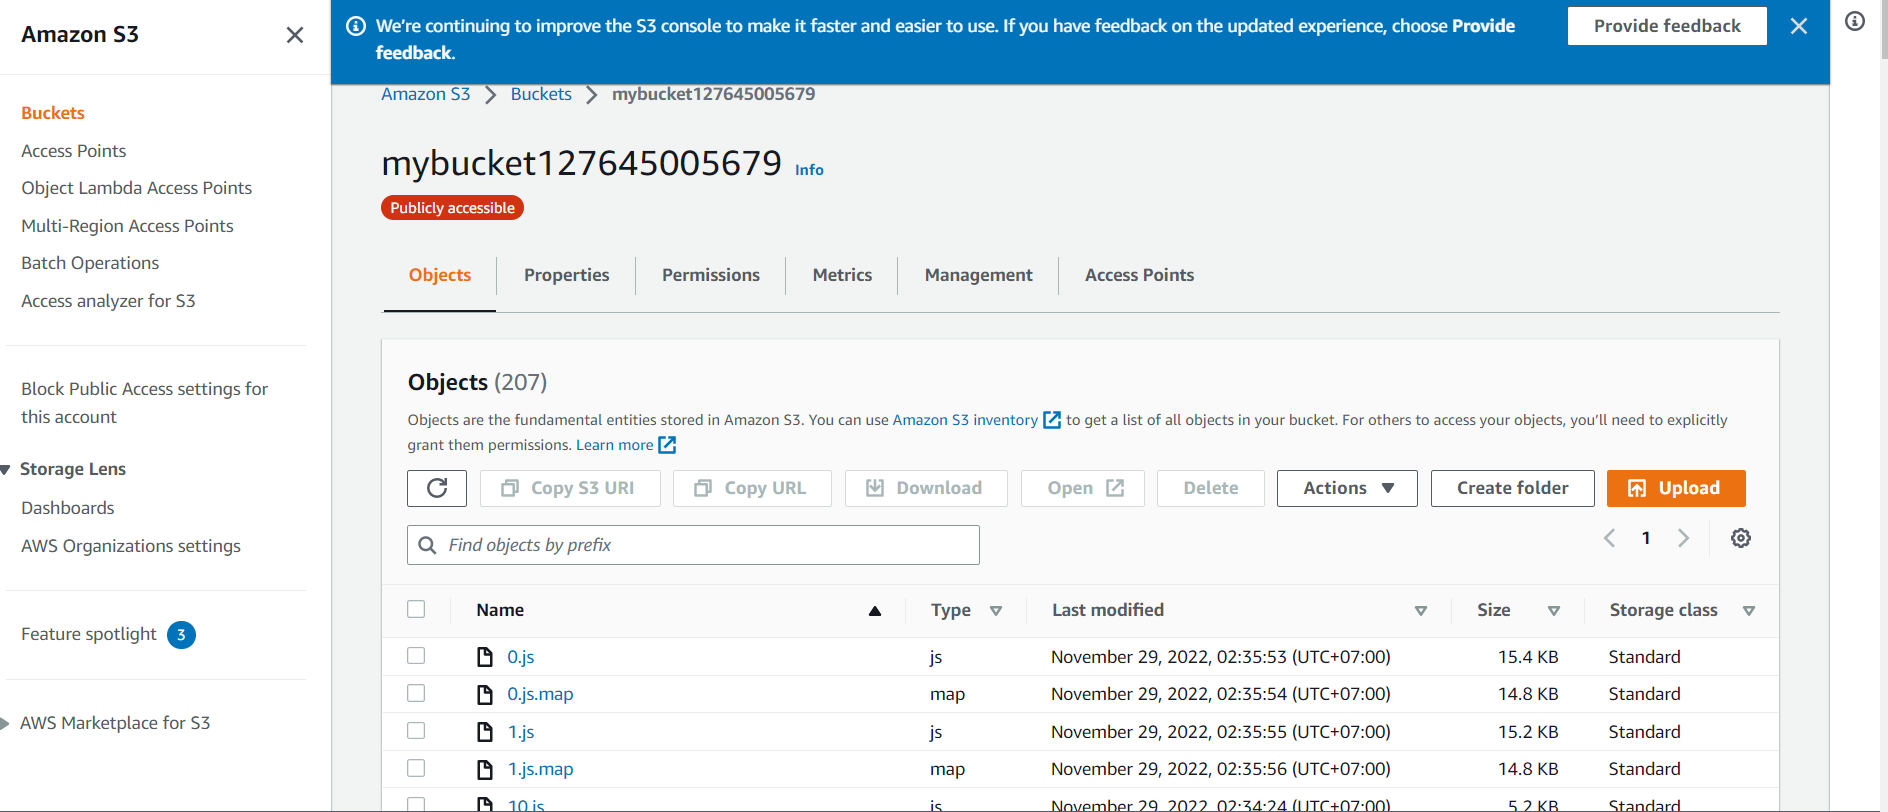 Amazon S3
We're continuing to improve the S3 console to make it faster and easier to use. If you have feedback on the updated experience, choose Provide
feedback.
Provide feedback
Buckets
Access Points
Object Lambda Access Points
Multi-Region Access Points
Batch Operations
Access analyzer for S3
Block Public Access settings for
this account
Storage Lens
Dashboards
AWS Organizations settings
Feature spotlight 3
AWS Marketplace for S3
Amazon S3 Buckets mybucket127645005679
mybucket127645005679 Info
Publicly accessible
Objects Properties Permissions Metrics Management Access Points
Objects (207)
Objects are the fundamental entities stored in Amazon S3. You can use Amazon S3 inventory to get a list of all objects in your bucket. For others to access your objects, you'll need to explicitly
grant them permissions. Learn more
Copy S3 URI Copy URL Download Open Delete Actions Create folder Upload
Find objects by prefix 1
Name Type Last modified Size Storage class
0.js js November 29, 2022, 02:35:53 (UTC+07:00) 15.4 KB Standard
0.js.map map November 29, 2022, 02:35:54 (UTC+07:00) 14.8 KB Standard
1.js js November 29, 2022, 02:35:55 (UTC+07:00) 15.2 KB Standard
1.js.map map November 29, 2022, 02:35:56 (UTC+07:00) 14.8 KB Standard
10.js js November 29, 2022, 02:34:24 (UTC+07:00) 5.2 KB Standard